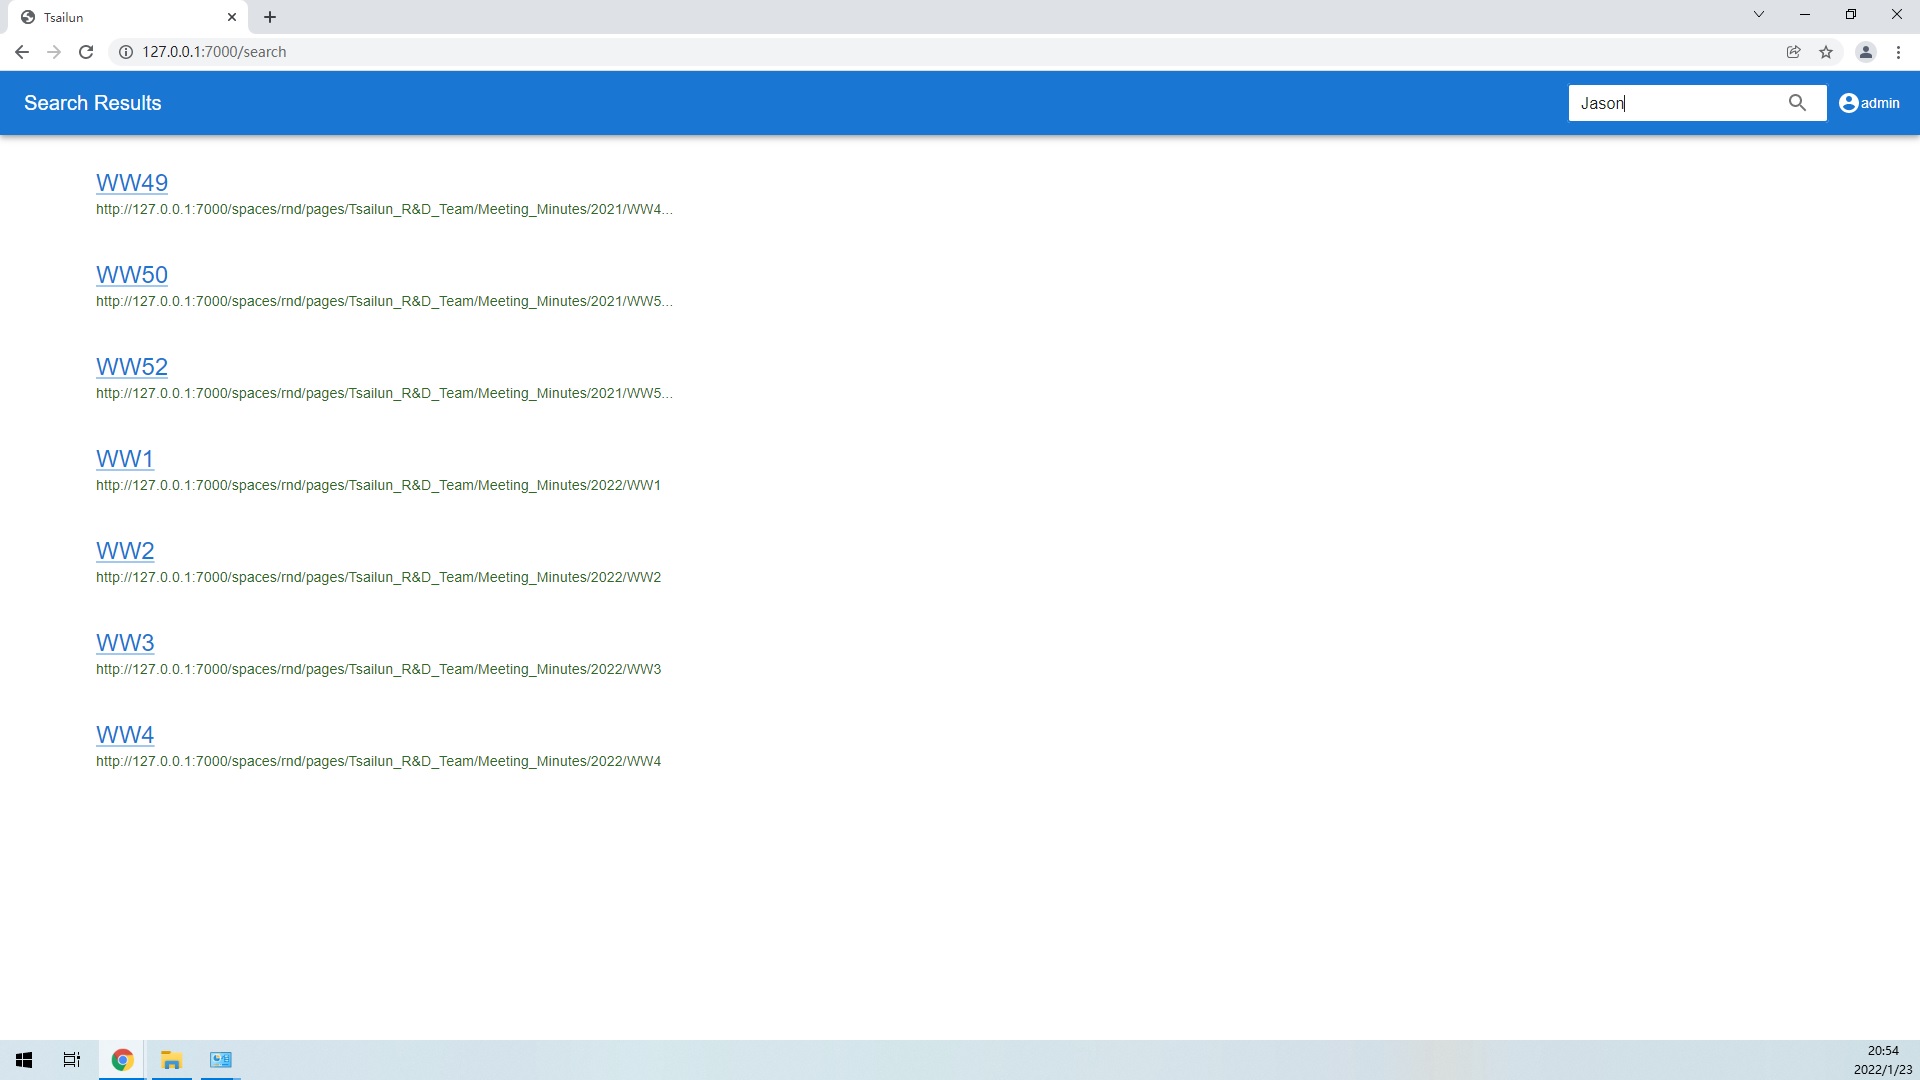 Tsailun
127.0.0.1:7000/search
Search Results
Jason
admin
WW49
http://127.0.0.1:7000/spaces/rnd/pages/Tsailun_R&D_Team/Meeting_Minutes/2021/WW4...
WW50
http://127.0.0.1:7000/spaces/rnd/pages/Tsailun_R&D_Team/Meeting_Minutes/2021/WW5...
WW52
http://127.0.0.1:7000/spaces/rnd/pages/Tsailun_R&D_Team/Meeting_Minutes/2021/WW5...
WW1
http://127.0.0.1:7000/spaces/rnd/pages/Tsailun_R&D_Team/Meeting_Minutes/2022/WW1
WW2
http://127.0.0.1:7000/spaces/rnd/pages/Tsailun_R&D_Team/Meeting_Minutes/2022/WW2
WW3
http://127.0.0.1:7000/spaces/rnd/pages/Tsailun_R&D_Team/Meeting_Minutes/2022/WW3
WW4
http://127.0.0.1:7000/spaces/rnd/pages/Tsailun_R&D_Team/Meeting_Minutes/2022/WW4
20:54
2022/1/23